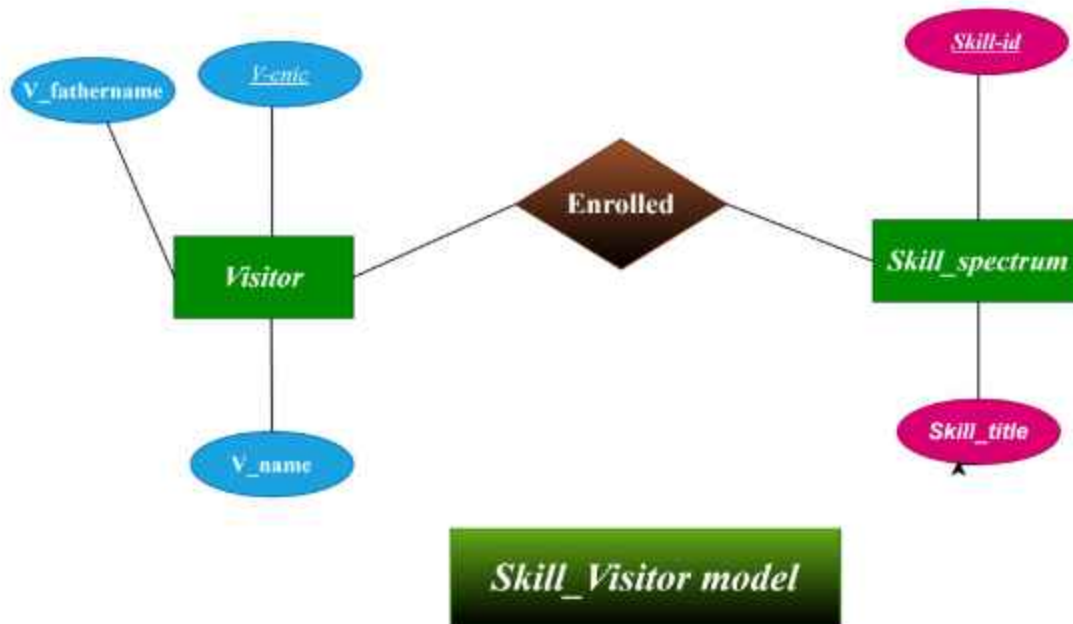 Skill-id
V-cnic
V_fathername
Enrolled
Visitor
Skill_spectrum
Skill_title
V_name
Skill_Visitor model